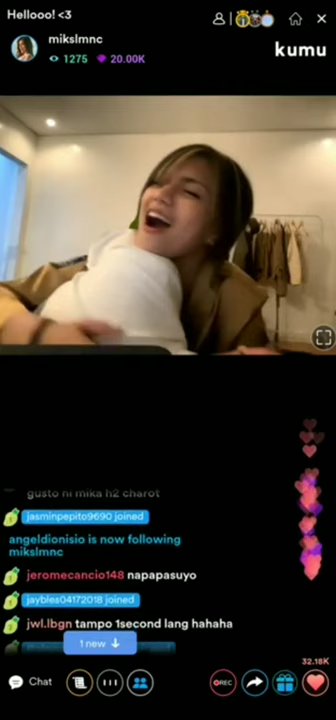 Hellooo! <3
mikslmnc
1275 20.00K
kumu
gusto ni mika h2 charot
jasminpepito9690 joined
angeldionisio is now following
mikslmnc
jeromecancio148 napapasuyo
jaybles04172018 joined
jwl.lbgn tampo 1second lang hahaha
1 new ↓
32.18K
Chat
REC